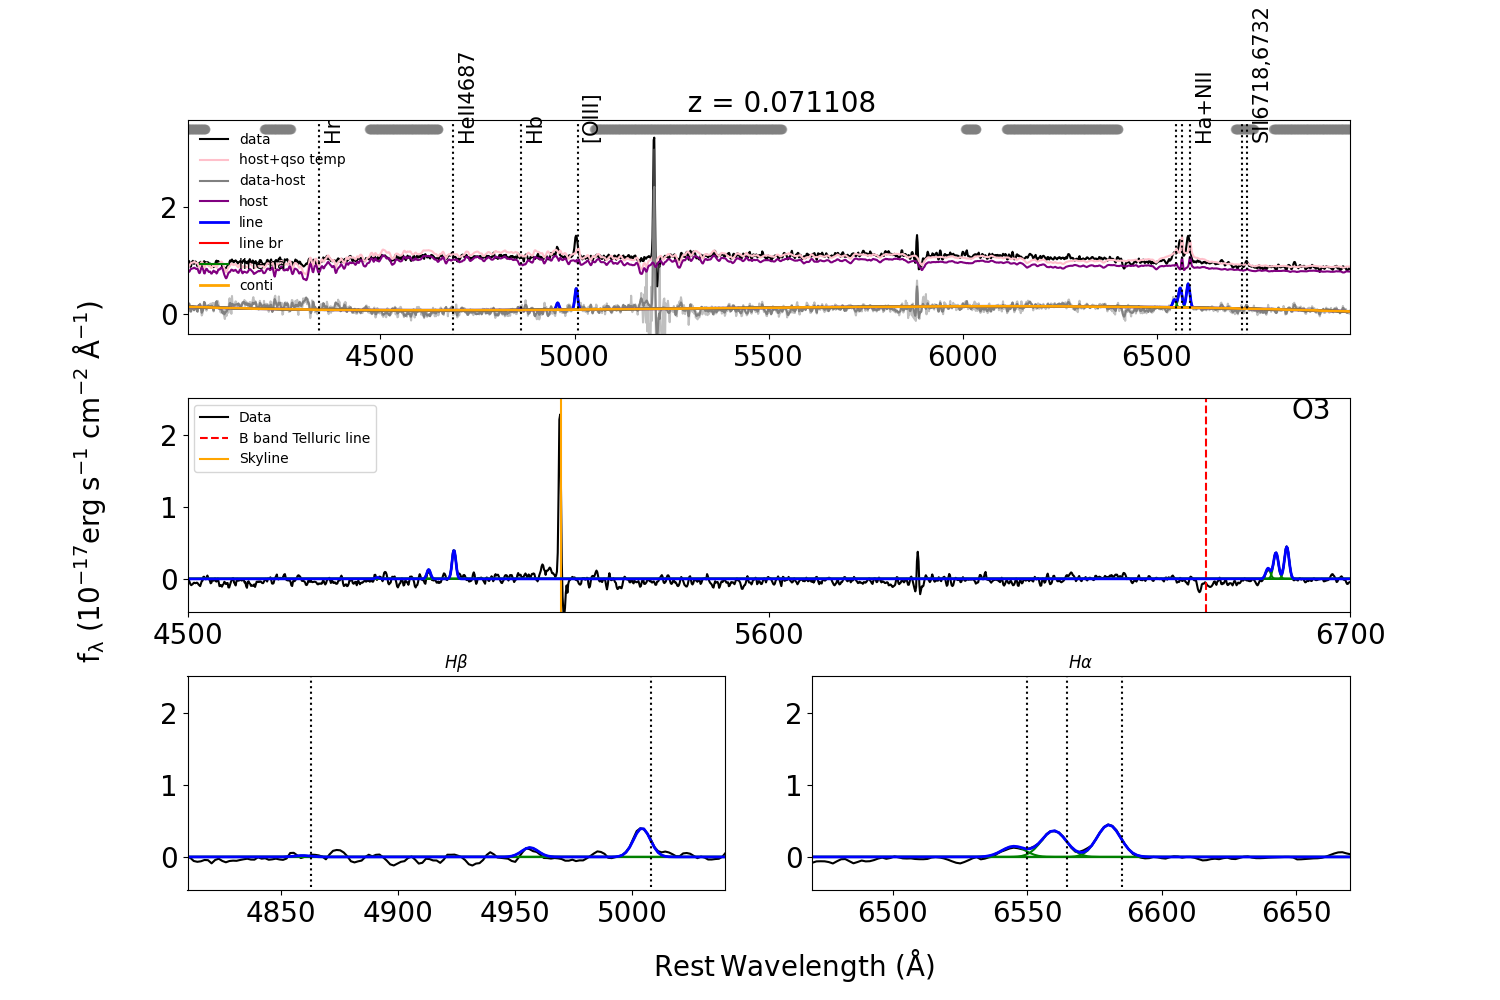 z = 0.071108
Hr
HeII4687
Hb
[OIII]
Ha+NII
SII6718,6732
data
host+qso temp
data-host
host
line
line br
conti
2
0
4500
5000
5500
6000
6500
f_λ (10⁻¹⁷erg s⁻¹ cm⁻² Å⁻¹)
O3
Data
B band Telluric line
Skyline
2
1
0
4500
5600
6700
Hβ
2
1
0
4850
4900
4950
5000
Hα
2
1
0
6500
6550
6600
6650
Rest Wavelength (Å)